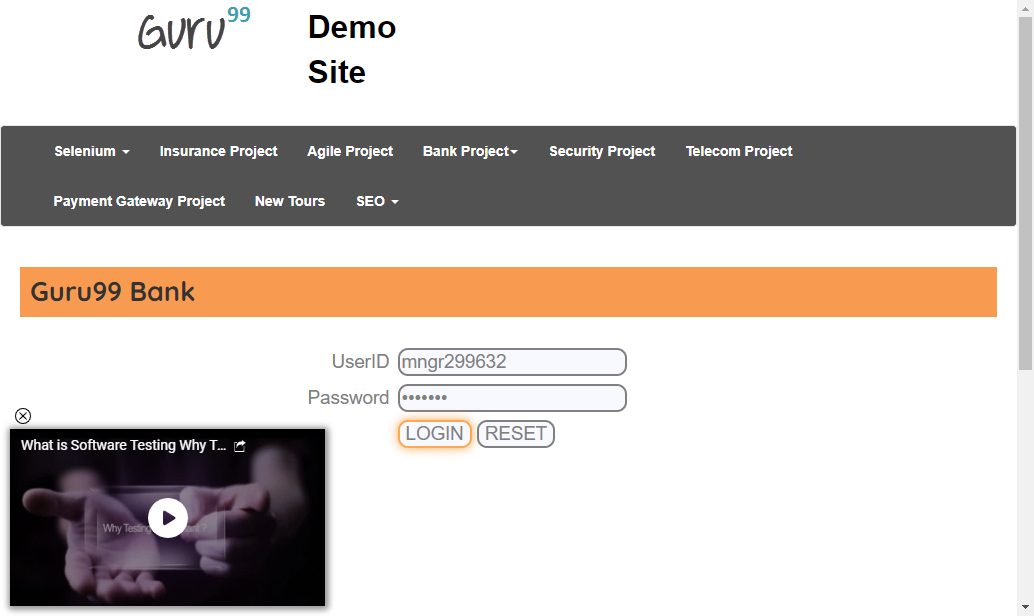 Guru99
Demo
Site
Selenium
Insurance Project
Agile Project
Bank Project
Security Project
Telecom Project
Payment Gateway Project
New Tours
SEO
Guru99 Bank
UserID
mngr299632
Password
•••••••
LOGIN
RESET
What is Software Testing Why T...
Why Testing